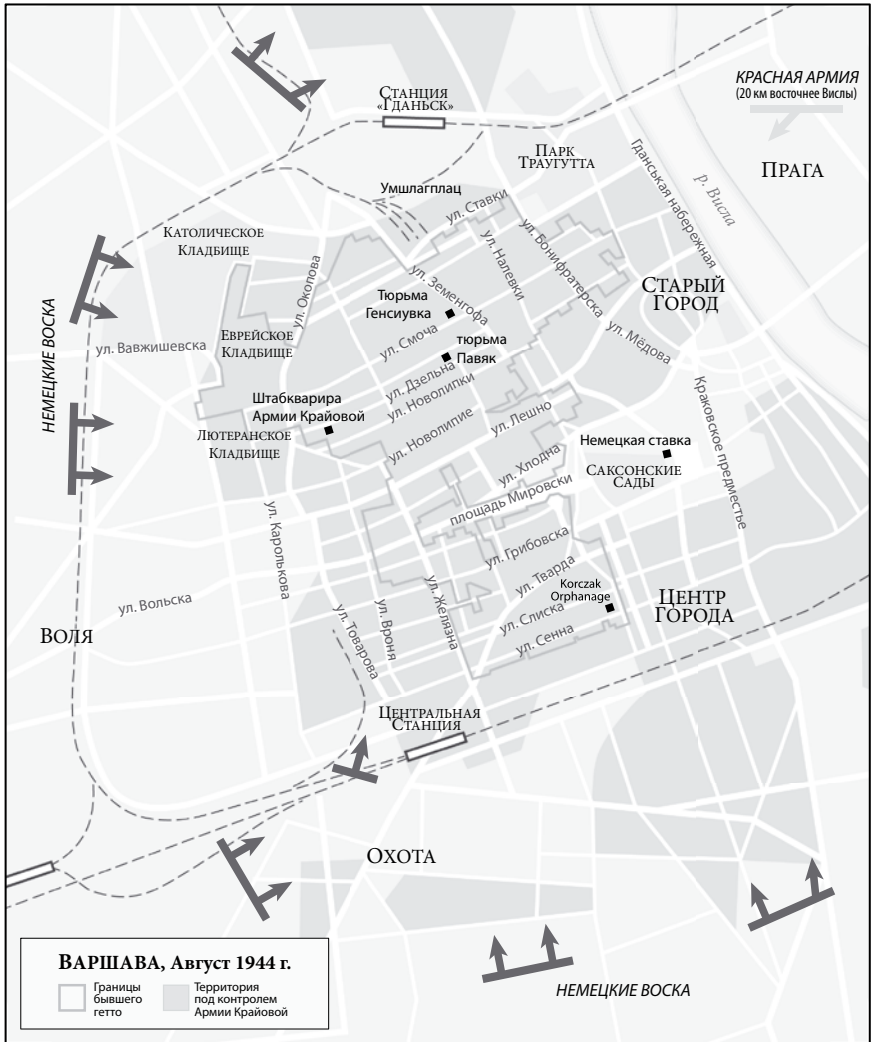 КРАСНАЯ АРМИЯ
(20 км восточнее Вислы)
СТАНЦИЯ
«ГДАНЬСК»
ПАРК
ТРАУГУТТА
Гданськая набережная
р. Висла
ПРАГА
Умшлагплац
ул. Ставки
КАТОЛИЧЕСКОЕ
КЛАДБИЩЕ
ул. Окопова
ул. Налевки
ул. Бонифратерска
СТАРЫЙ
ГОРОД
ул. Земенгофа
Тюрьма
Генсиувка
НЕМЕЦКИЕ ВОСКА
ул. Вавжишевска
ЕВРЕЙСКОЕ
КЛАДБИЩЕ
ул. Смоча
тюрьма
Павяк
ул. Мёдова
ул. Дзельна
ул. Новолипки
Штабкварира
Армии Крайовой
ул. Новолипие
ул. Лешно
Краковское предместье
ЛЮТЕРАНСКОЕ
КЛАДБИЩЕ
Немецкая ставка
САКСОНСКИЕ
САДЫ
ул. Хлодна
площадь Мировски
ул. Каролькова
ул. Грибовска
ул. Тварда
Korczak
Orphanage
ул. Вольска
ул. Желязна
ул. Слиска
ул. Сенна
ЦЕНТР
ГОРОДА
ВОЛЯ
ул. Товарова
ул. Вроня
ЦЕНТРАЛЬНАЯ
СТАНЦИЯ
ОХОТА
НЕМЕЦКИЕ ВОСКА
ВАРШАВА, Август 1944 г.
Границы
бывшего
гетто
Территория
под контролем
Армии Крайовой